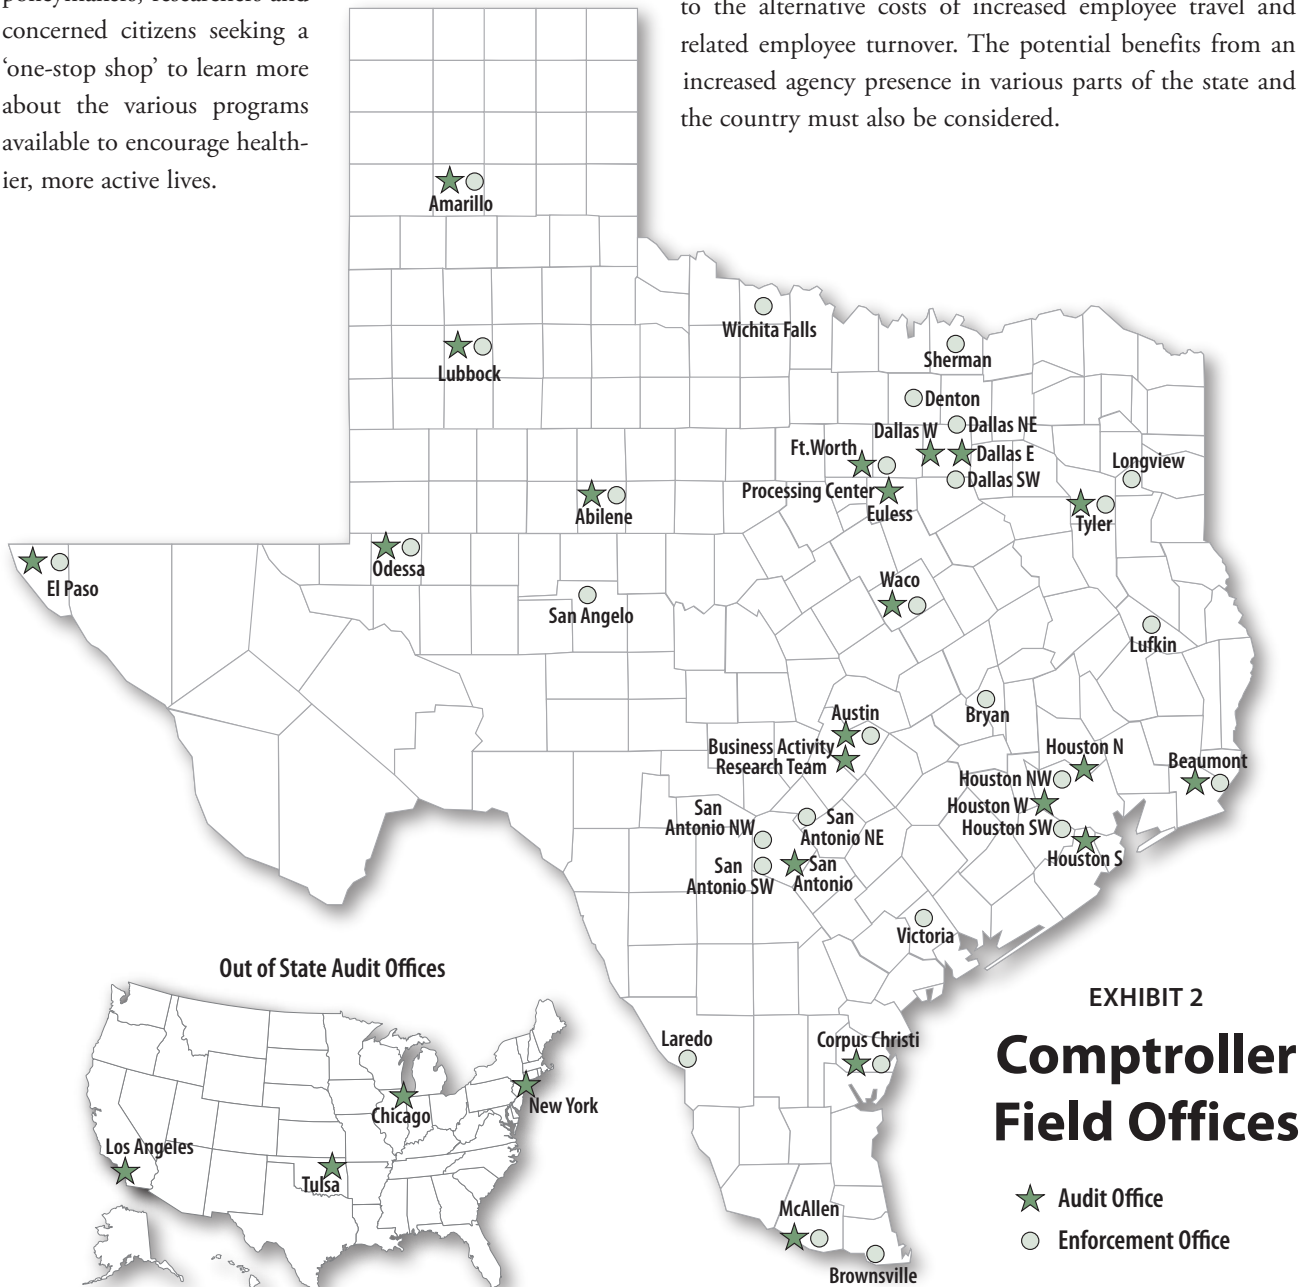 concerned citizens seeking a
‘one-stop shop’ to learn more
about the various programs
available to encourage health-
ier, more active lives.
to the alternative costs of increased employee travel and
related employee turnover. The potential benefits from an
increased agency presence in various parts of the state and
the country must also be considered.
Amarillo
Wichita Falls
Sherman
Lubbock
Denton
Dallas NE
Dallas W
Ft.Worth
Dallas E
Longview
Dallas SW
Processing Center
Euless
Abilene
Tyler
Odessa
El Paso
Waco
San Angelo
Lufkin
Austin
Bryan
Business Activity
Research Team
Houston N
Beaumont
Houston NW
Houston W
San
Antonio NW
San
Antonio NE
Houston SW
Houston S
San
Antonio SW
San
Antonio
Victoria
Out of State Audit Offices
EXHIBIT 2
Comptroller
Field Offices
Laredo
Corpus Christi
Chicago
New York
Los Angeles
Tulsa
Audit Office
McAllen
Enforcement Office
Brownsville